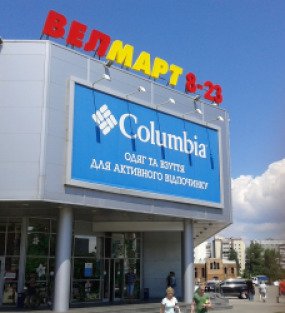 ВЕЛМАРТ 8-23
Columbia
ОДЯГ ТА ВЗУТТЯ
ДЛЯ АКТИВНОГО ВІДПОЧИНКУ